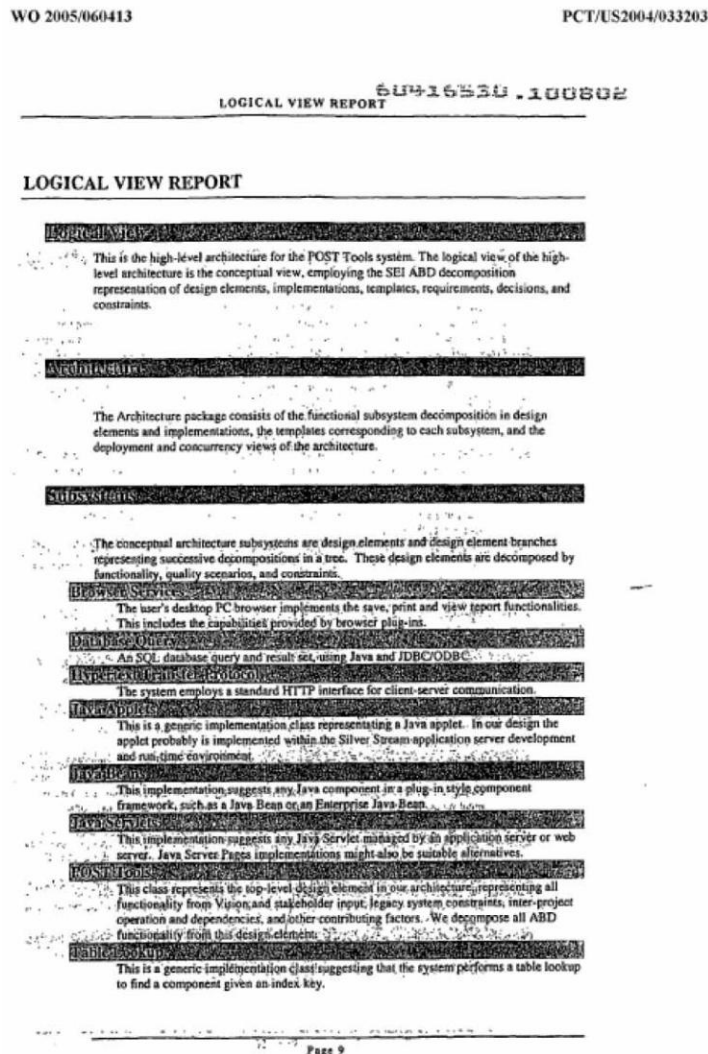 WO 2005/060413 PCT/US2004/033203
60416530.100802
LOGICAL VIEW REPORT
LOGICAL VIEW REPORT
Logical View
This is the high-level architecture for the POST Tools system. The logical view of the high-
level architecture is the conceptual view, employing the SEI ABD decomposition
representation of design elements, implementations, templates, requirements, decisions, and
constraints.
Architecture
The Architecture package consists of the functional subsystem decomposition in design
elements and implementations, the templates corresponding to each subsystem, and the
deployment and concurrency views of the architecture.
Subsystems
The conceptual architecture subsystems are design elements and design element branches
representing successive decompositions in a tree. These design elements are decomposed by
functionality, quality scenarios, and constraints.
Browser Services
The user's desktop PC browser implements the save, print and view report functionalities.
This includes the capabilities provided by browser plug-ins.
Database Query
An SQL database query and result set, using Java and JDBC/ODBC.
Hypertext Transfer Protocol
The system employs a standard HTTP interface for client-server communication.
Java Applet
This is a generic implementation class representating a Java applet. In our design the
applet probably is implemented within the Silver Stream application server development
and run-time environment.
Java Beans
This implementation suggests any Java component in a plug-in style component
framework, such as a Java Bean or an Enterprise Java Bean.
Java Servlets
This implementation suggests any Java Servlet managed by an application server or web
server. Java Server Pages implementations might also be suitable alternatives.
POST Tools
This class represents the top-level design element in our architecture, representing all
functionality from Vision and stakeholder input, legacy system constraints, inter-project
operation and dependencies, and other contributing factors. We decompose all ABD
functionality from this design element.
Table Lookup
This is a generic implementation class suggesting that the system performs a table lookup
to find a component given an index key.
Page 9